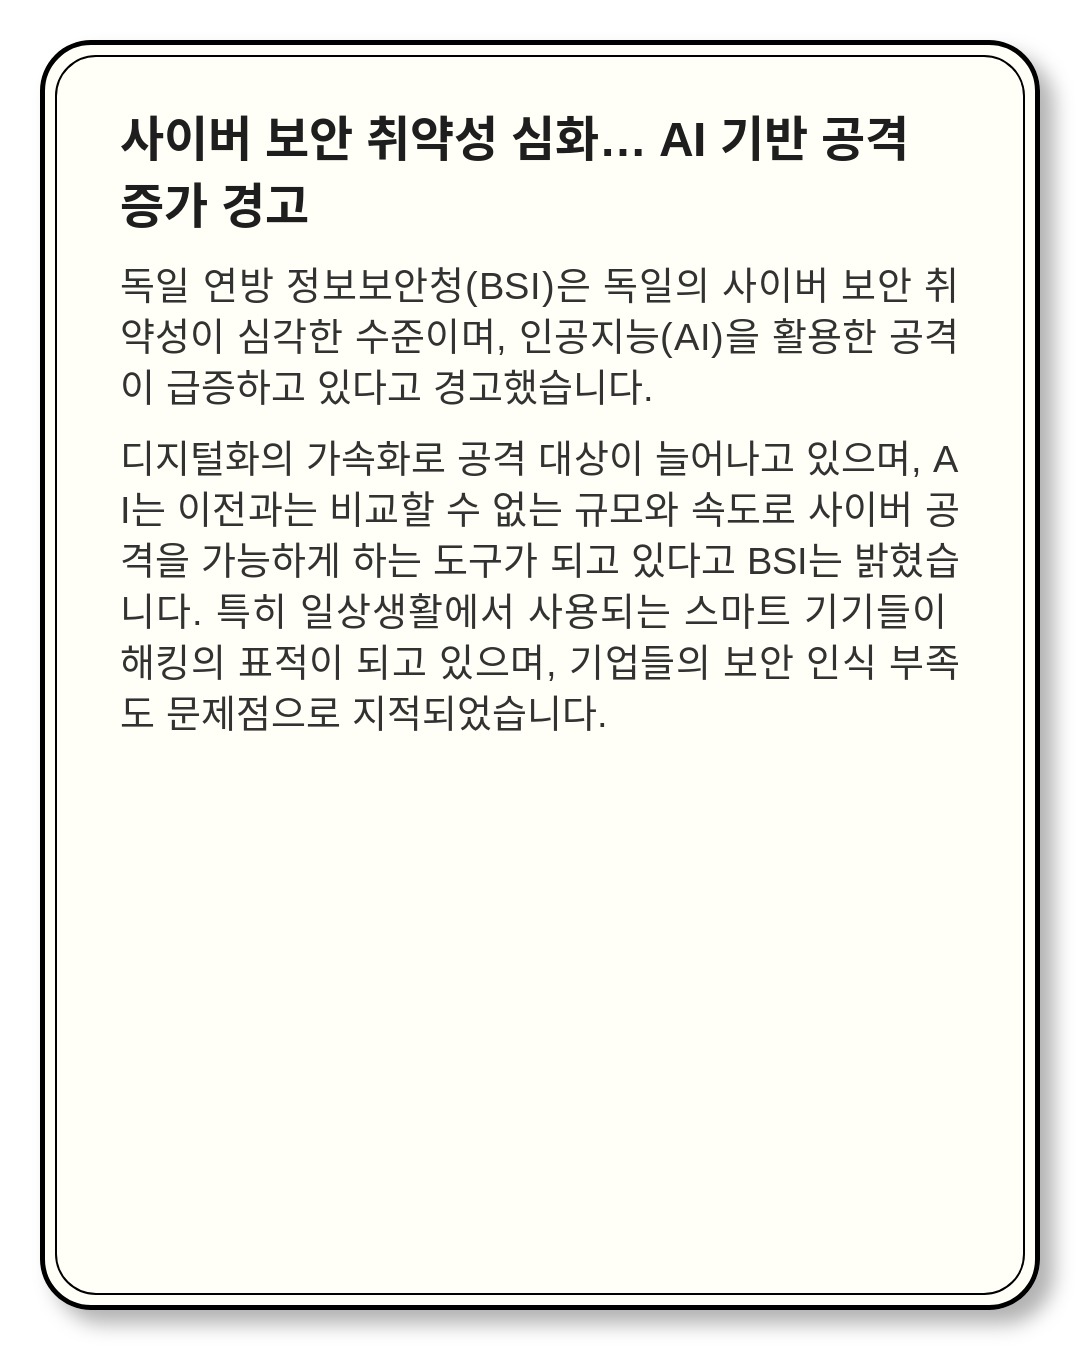 사이버 보안 취약성 심화... AI 기반 공격
증가 경고
독일 연방 정보보안청(BSI)은 독일의 사이버 보안 취
약성이 심각한 수준이며, 인공지능(AI)을 활용한 공격
이 급증하고 있다고 경고했습니다.
디지털화의 가속화로 공격 대상이 늘어나고 있으며, A
I는 이전과는 비교할 수 없는 규모와 속도로 사이버 공
격을 가능하게 하는 도구가 되고 있다고 BSI는 밝혔습
니다. 특히 일상생활에서 사용되는 스마트 기기들이
해킹의 표적이 되고 있으며, 기업들의 보안 인식 부족
도 문제점으로 지적되었습니다.